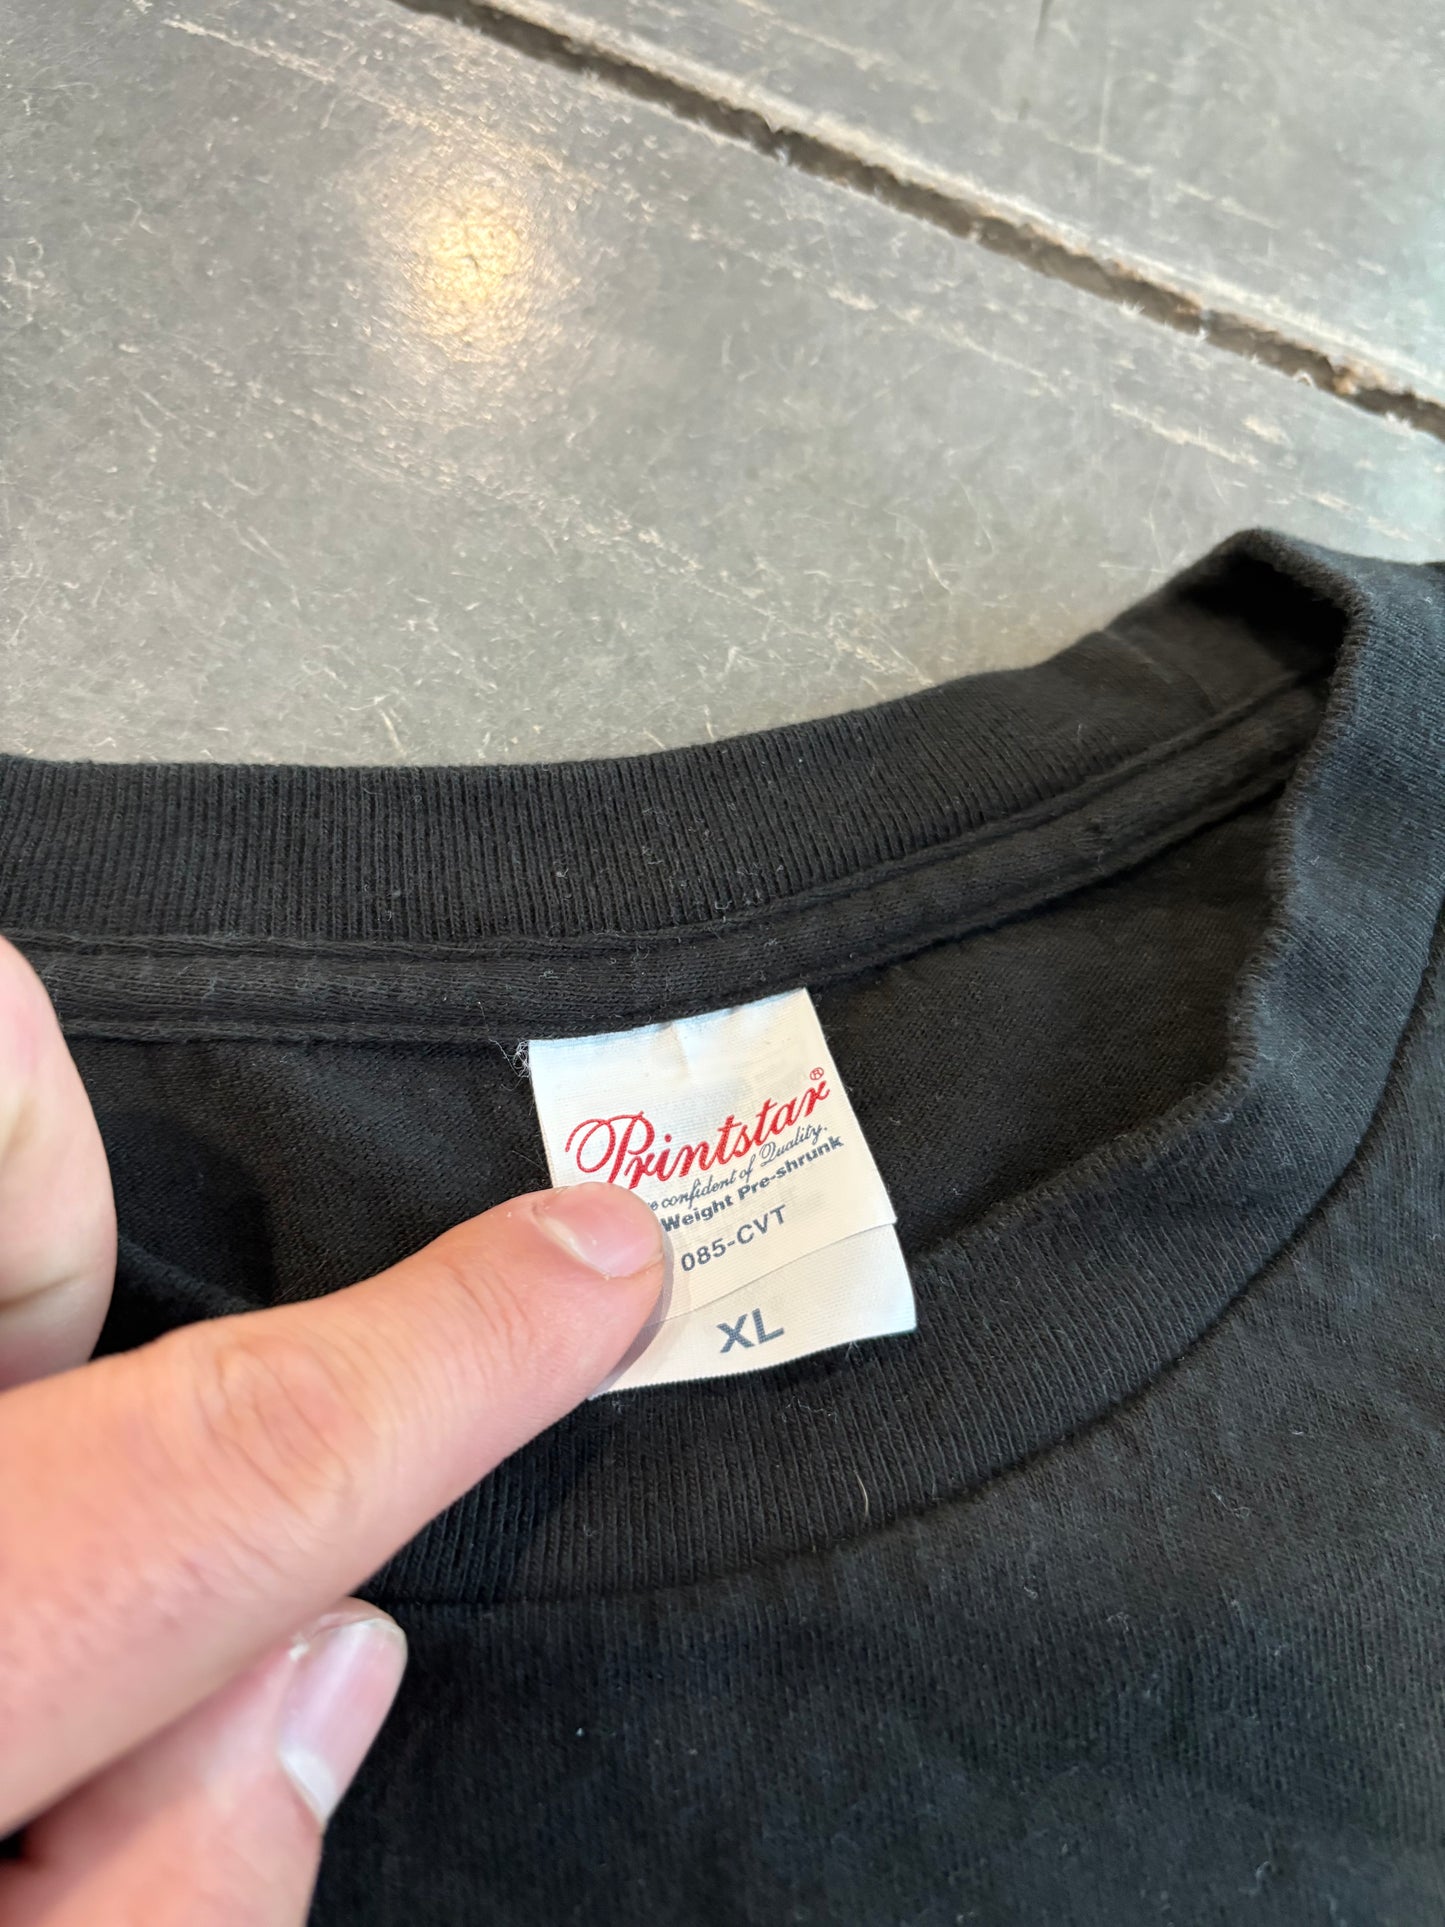 Printstar®
confident of Quality.
Weight Pre-shrunk
085-CVT
XL